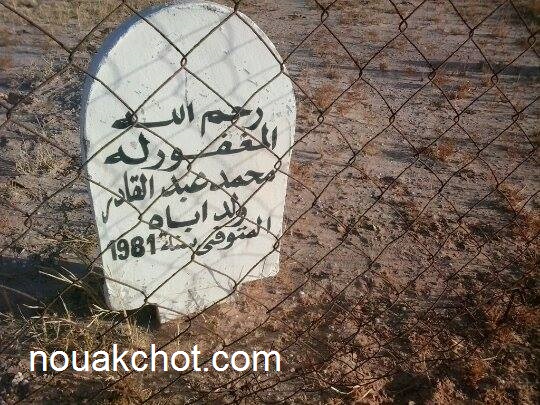 رحم الله
المغفور له
محمد عبد القادر
ولد اباه
المتوفى سنة 1981
nouakchot.com